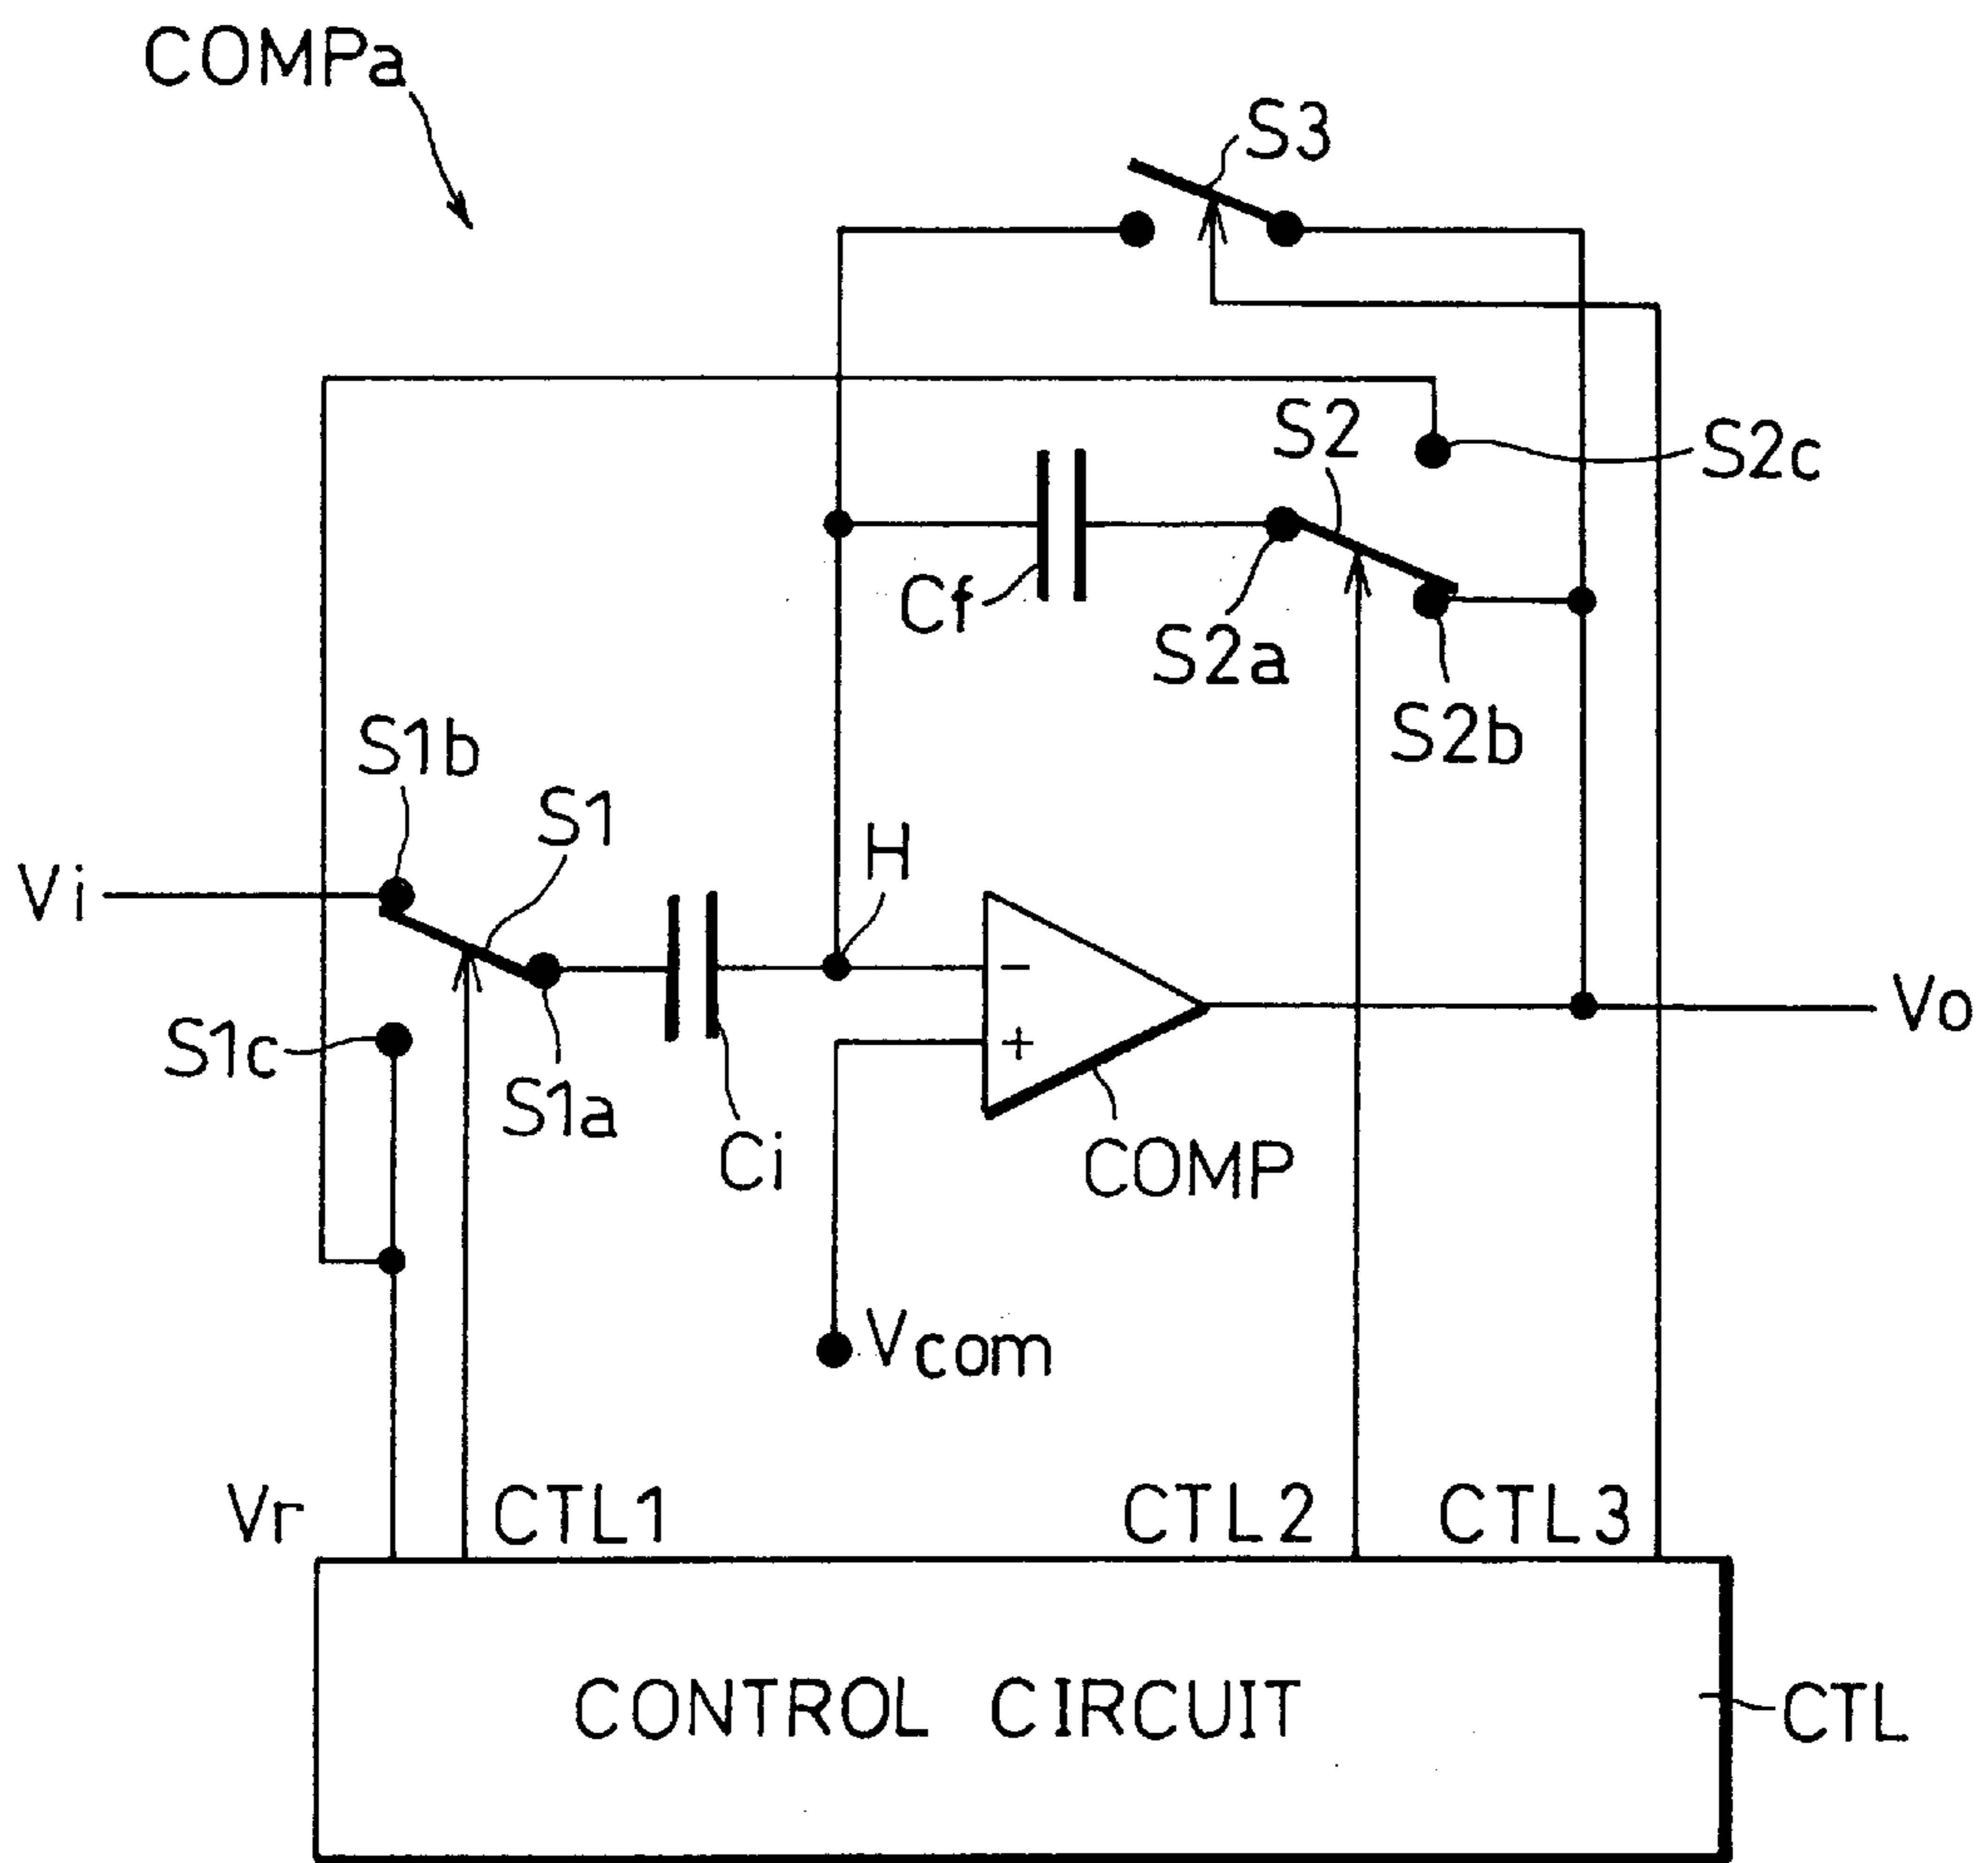 COMPa
S3
S2
S2c
Cf
S2a
S2b
S1b
S1
H
Vi
-
Vo
S1c
+
S1a
Ci
COMP
Vcom
Vr
CTL1
CTL2
CTL3
CONTROL CIRCUIT
CTL